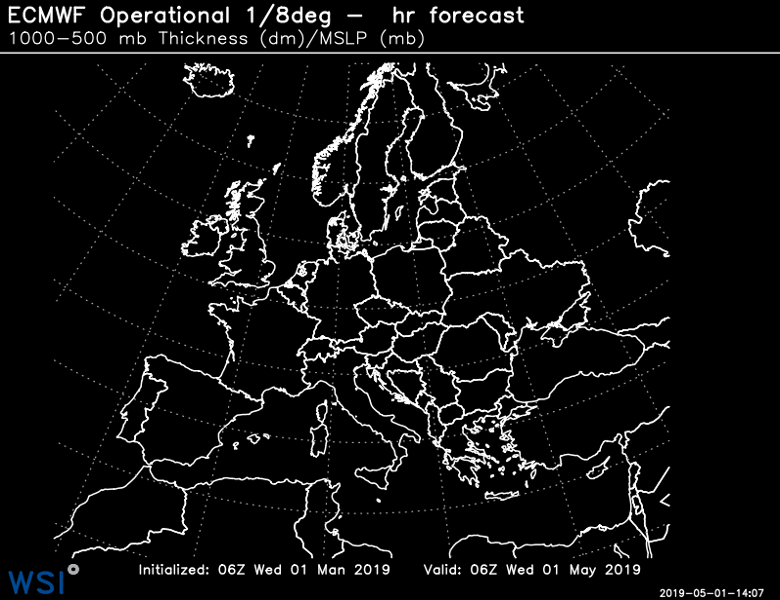 ECMWF Operational 1/8deg –  hr forecast
1000–500 mb Thickness (dm)/MSLP (mb)
Initialized: 06Z Wed 01 Man 2019 Valid: 06Z Wed 01 May 2019
WSI
2019-05-01-14:07